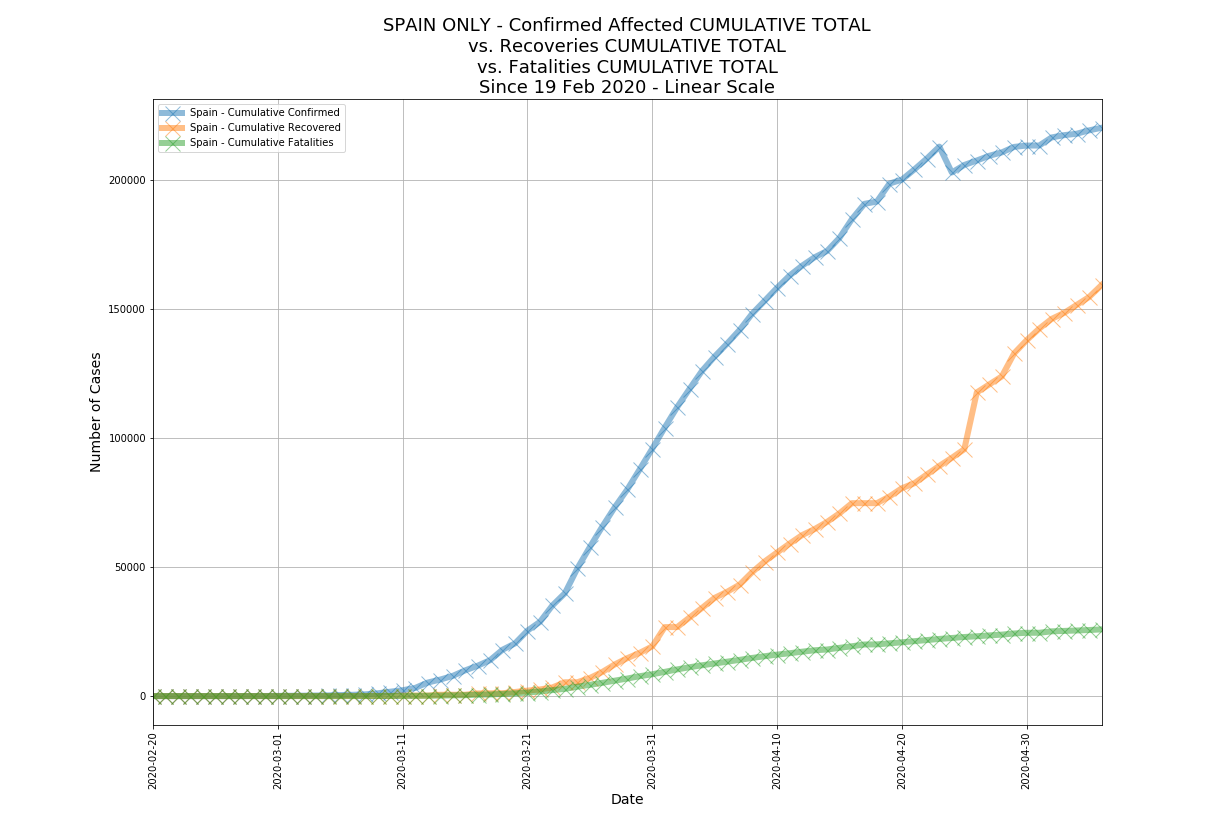 SPAIN ONLY - Confirmed Affected CUMULATIVE TOTAL
vs. Recoveries CUMULATIVE TOTAL
vs. Fatalities CUMULATIVE TOTAL
Since 19 Feb 2020 - Linear Scale
Spain - Cumulative Confirmed
Spain - Cumulative Recovered
Spain - Cumulative Fatalities
Number of Cases
200000
150000
100000
50000
0
2020-02-20
2020-03-01
2020-03-11
2020-03-21
2020-03-31
2020-04-10
2020-04-20
2020-04-30
Date